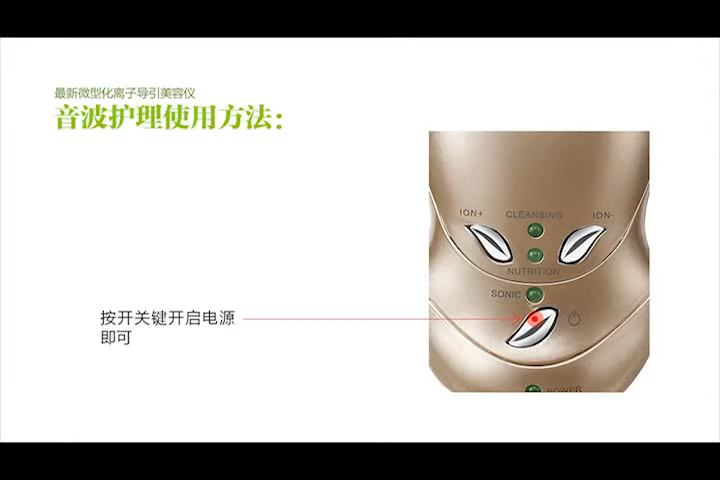 最新微型化离子导引美容仪
音波护理使用方法:
ION+ CLEANSING ION-
NUTRITION
SONIC
按开关键开启电源
即可
POWER